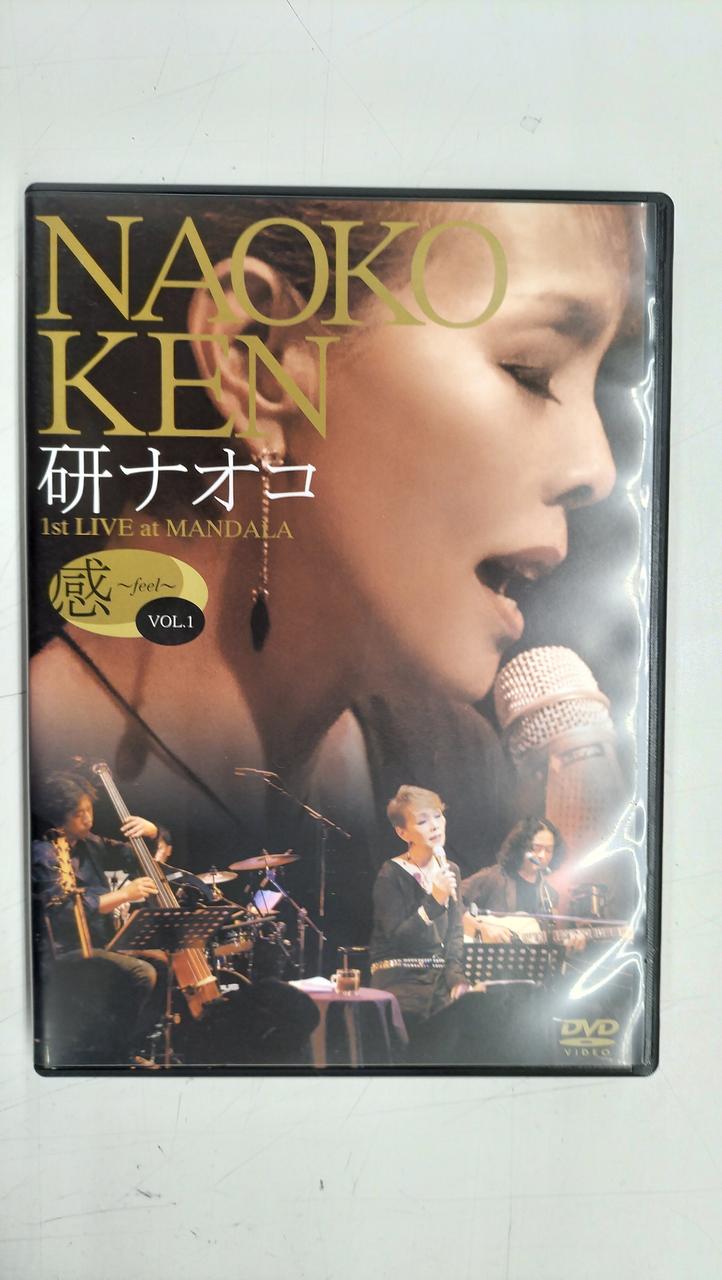 NAOKO
KEN
研ナオコ
1st LIVE at MANDALA
感 ～feel～
VOL.1
DVD
VIDEO